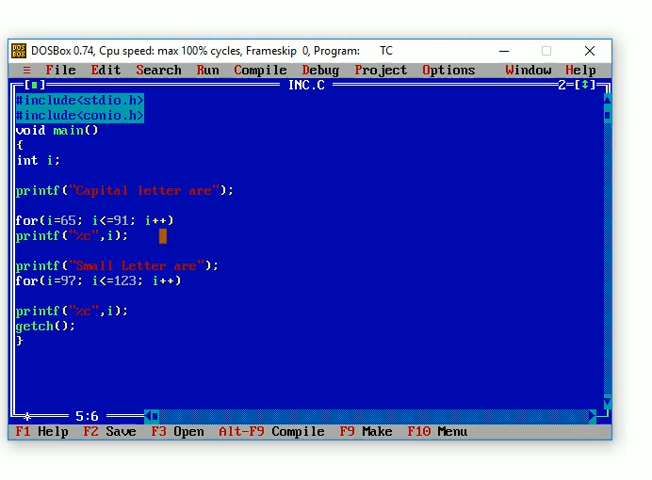 DOSBox 0.74, Cpu speed: max 100% cycles, Frameskip 0, Program: TC
≡ File Edit Search Run Compile Debug Project Options Window Help
INC.C 2=[↕]
#include<stdio.h>
#include<conio.h>
void main()
{
int i;
printf("Capital letter are");
for(i=65; i<=91; i++)
printf("%c",i);
printf("Small Letter are");
for(i=97; i<=123; i++)
printf("%c",i);
getch();
}
5:6
F1 Help F2 Save F3 Open Alt-F9 Compile F9 Make F10 Menu